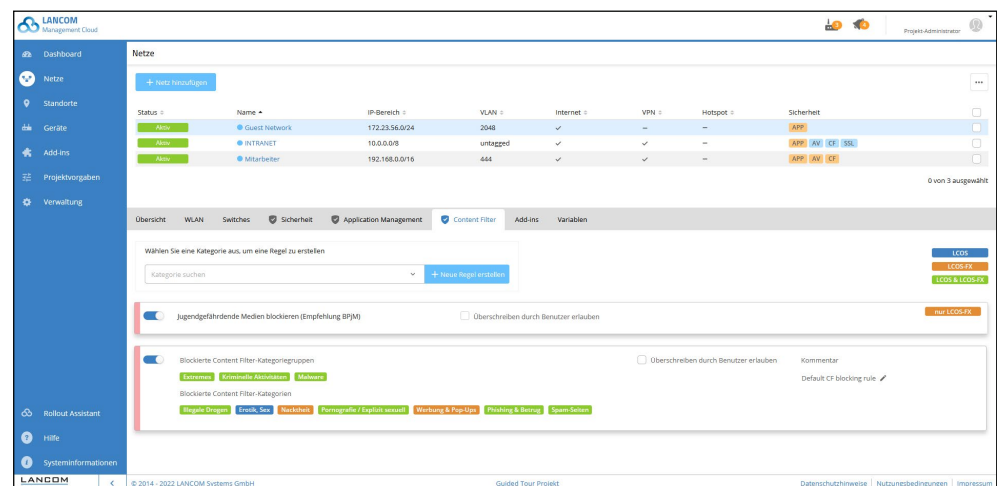 LANCOM
Management Cloud
Projekt-Administrator
Dashboard
Netze
Standorte
Geräte
Add-ins
Projektvorgaben
Verwaltung
Rollout Assistant
Hilfe
Systeminformationen
LANCOM
Netze
+ Netz hinzufügen
...
Status Name IP-Bereich VLAN Internet VPN Hotspot Sicherheit
Aktiv Guest Network 172.23.56.0/24 2048 ✓ – – APP
Aktiv INTRANET 10.0.0.0/8 untagged ✓ ✓ – APP AV CF SSL
Aktiv Mitarbeiter 192.168.0.0/16 444 ✓ ✓ – APP AV CF
0 von 3 ausgewählt
Übersicht WLAN Switches Sicherheit Application Management Content Filter Add-ins Variablen
Wählen Sie eine Kategorie aus, um eine Regel zu erstellen
Kategorie suchen + Neue Regel erstellen
LCOS
LCOS-FX
LCOS & LCOS-FX
Jugendgefährdende Medien blockieren (Empfehlung BPjM) Überschreiben durch Benutzer erlauben nur LCOS-FX
Blockierte Content Filter-Kategoriegruppen Überschreiben durch Benutzer erlauben Kommentar
Extremes Kriminelle Aktivitäten Malware Default CF blocking rule
Blockierte Content Filter-Kategorien
Illegale Drogen Erotik, Sex Nacktheit Pornografie / Explizit sexuell Werbung & Pop-Ups Phishing & Betrug Spam-Seiten
© 2014 - 2022 LANCOM Systems GmbH Guided Tour Projekt Datenschutzhinweise Nutzungsbedingungen Impressum